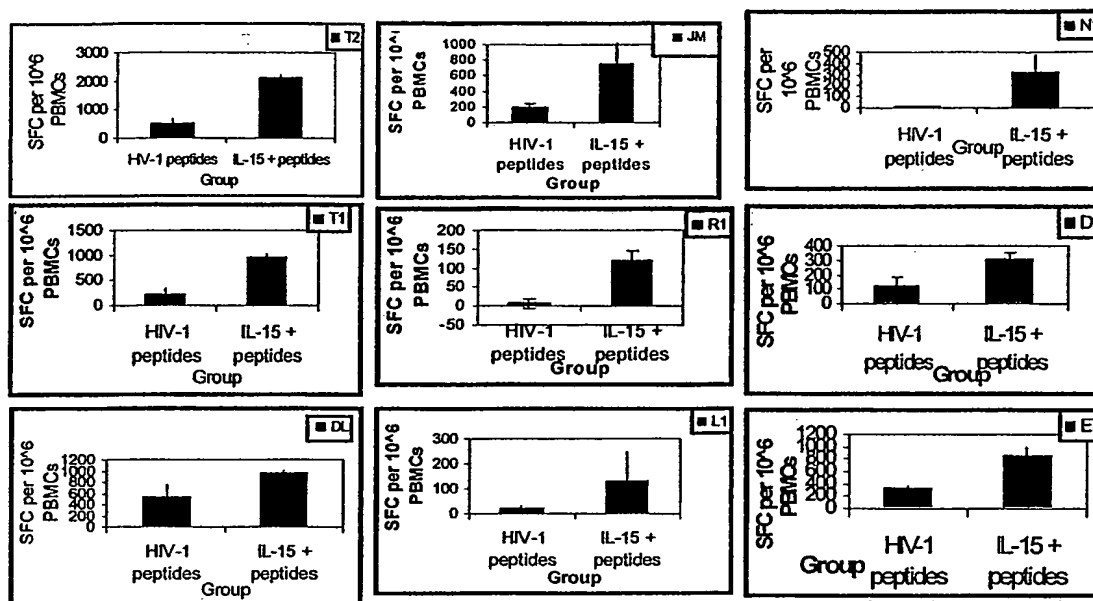 T2
SFC per 10^6
PBMCs
3000
2000
1000
0
HIV-1 peptides IL-15 + peptides
Group
JM
SFC per 10^
PBMCs
1000
800
600
400
200
0
HIV-1
peptides
IL-15 +
peptides
Group
SFC per
10^6
PBMCs
500
400
300
200
100
0
HIV-1
peptides
IL-15 +
peptides
Group
T1
SFC per 10^6
PBMCs
1500
1000
500
0
HIV-1
peptides
IL-15 +
peptides
Group
R1
SFC per 10^6
PBMCs
200
150
100
50
0
-50
HIV-1
peptides
IL-15 +
peptides
Group
D
SFC per 10^6
PBMCs
400
300
200
100
0
HIV-1
peptides
IL-15 +
peptides
Group
DL
SFC per 10^6
PBMCs
1200
1000
800
600
400
200
0
HIV-1
peptides
IL-15 +
peptides
Group
L1
SFC per 10^6
PBMCs
300
200
100
0
HIV-1
peptides
IL-15 +
peptides
Group
E
SFC per 10^6
PBMCs
1200
1000
800
600
400
200
0
HIV-1
peptides
IL-15 +
peptides
Group